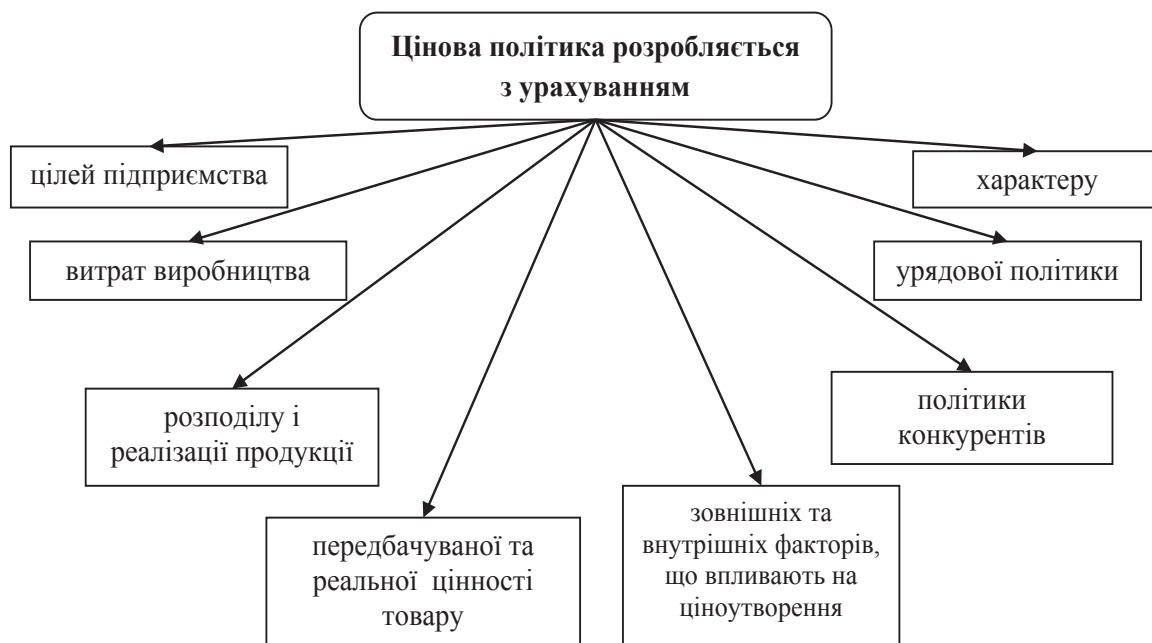 Цінова політика розробляється
з урахуванням
цілей підприємства
характеру
витрат виробництва
урядової політики
розподілу і
реалізації продукції
політики
конкурентів
передбачуваної та
реальної цінності
товару
зовнішніх та
внутрішніх факторів,
що впливають на
ціноутворення